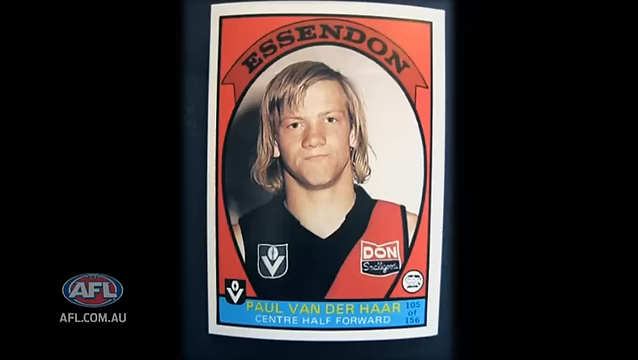 ESSENDON
DON
Smallgoods
PAUL VAN DER HAAR
CENTRE HALF FORWARD
105
of
156
AFL
AFL.COM.AU